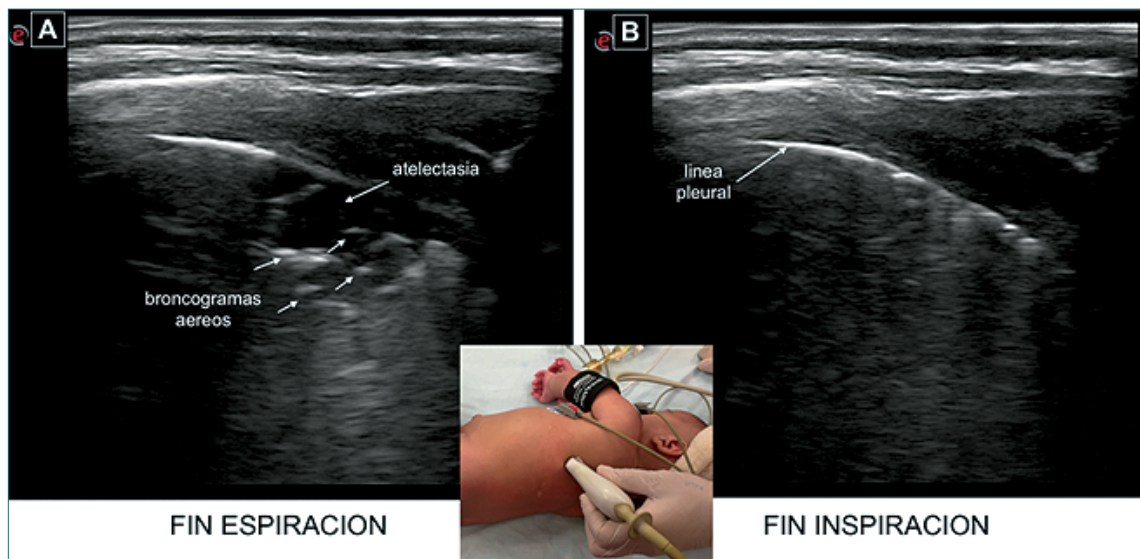 e A
atelectasia
broncogramas
aereos
FIN ESPIRACION
e B
linea
pleural
FIN INSPIRACION